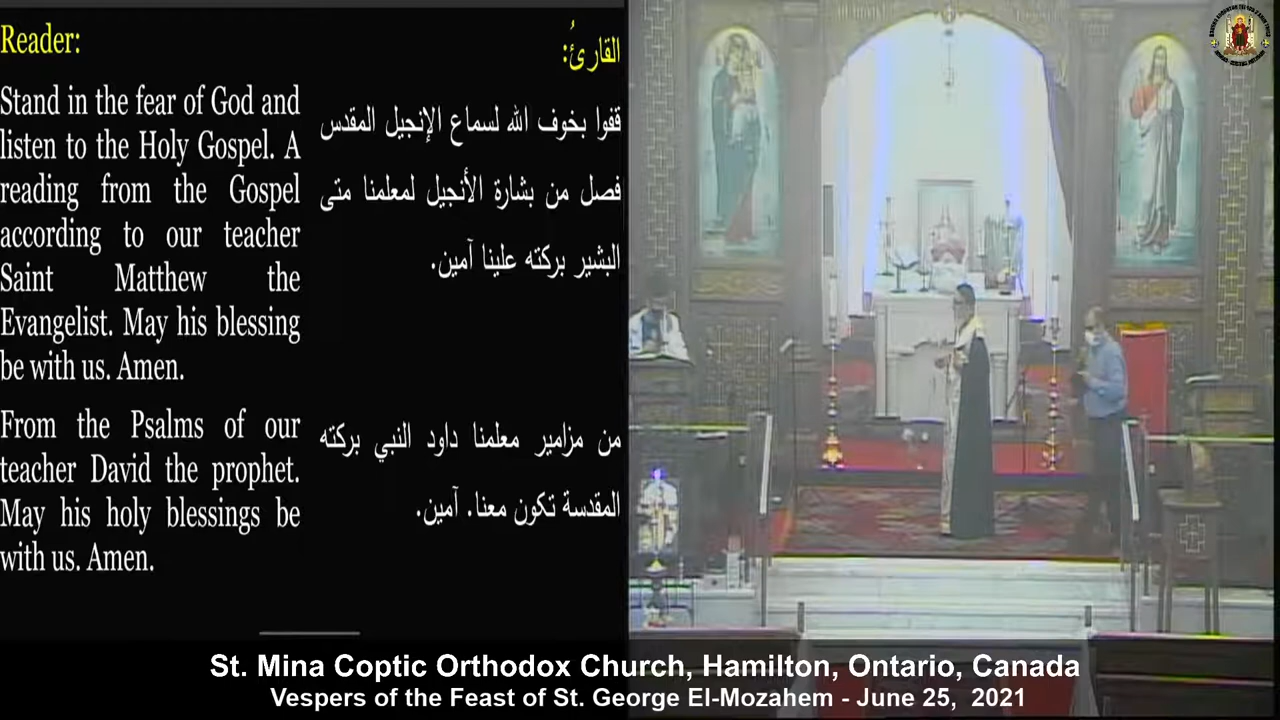 Reader:
Stand in the fear of God and
listen to the Holy Gospel. A
reading from the Gospel
according to our teacher
Saint Matthew the
Evangelist. May his blessing
be with us. Amen.
From the Psalms of our
teacher David the prophet.
May his holy blessings be
with us. Amen.
القارئُ:
قفوا بخوف الله لسماع الإنجيل المقدس
فصل من بشارة الأنجيل لمعلمنا متى
البشير بركته علينا آمين.
من مزامير معلمنا داود النبي بركته
المقدسة تكون معنا. آمين.
St. Mina Coptic Orthodox Church, Hamilton, Ontario, Canada
Vespers of the Feast of St. George El-Mozahem - June 25, 2021